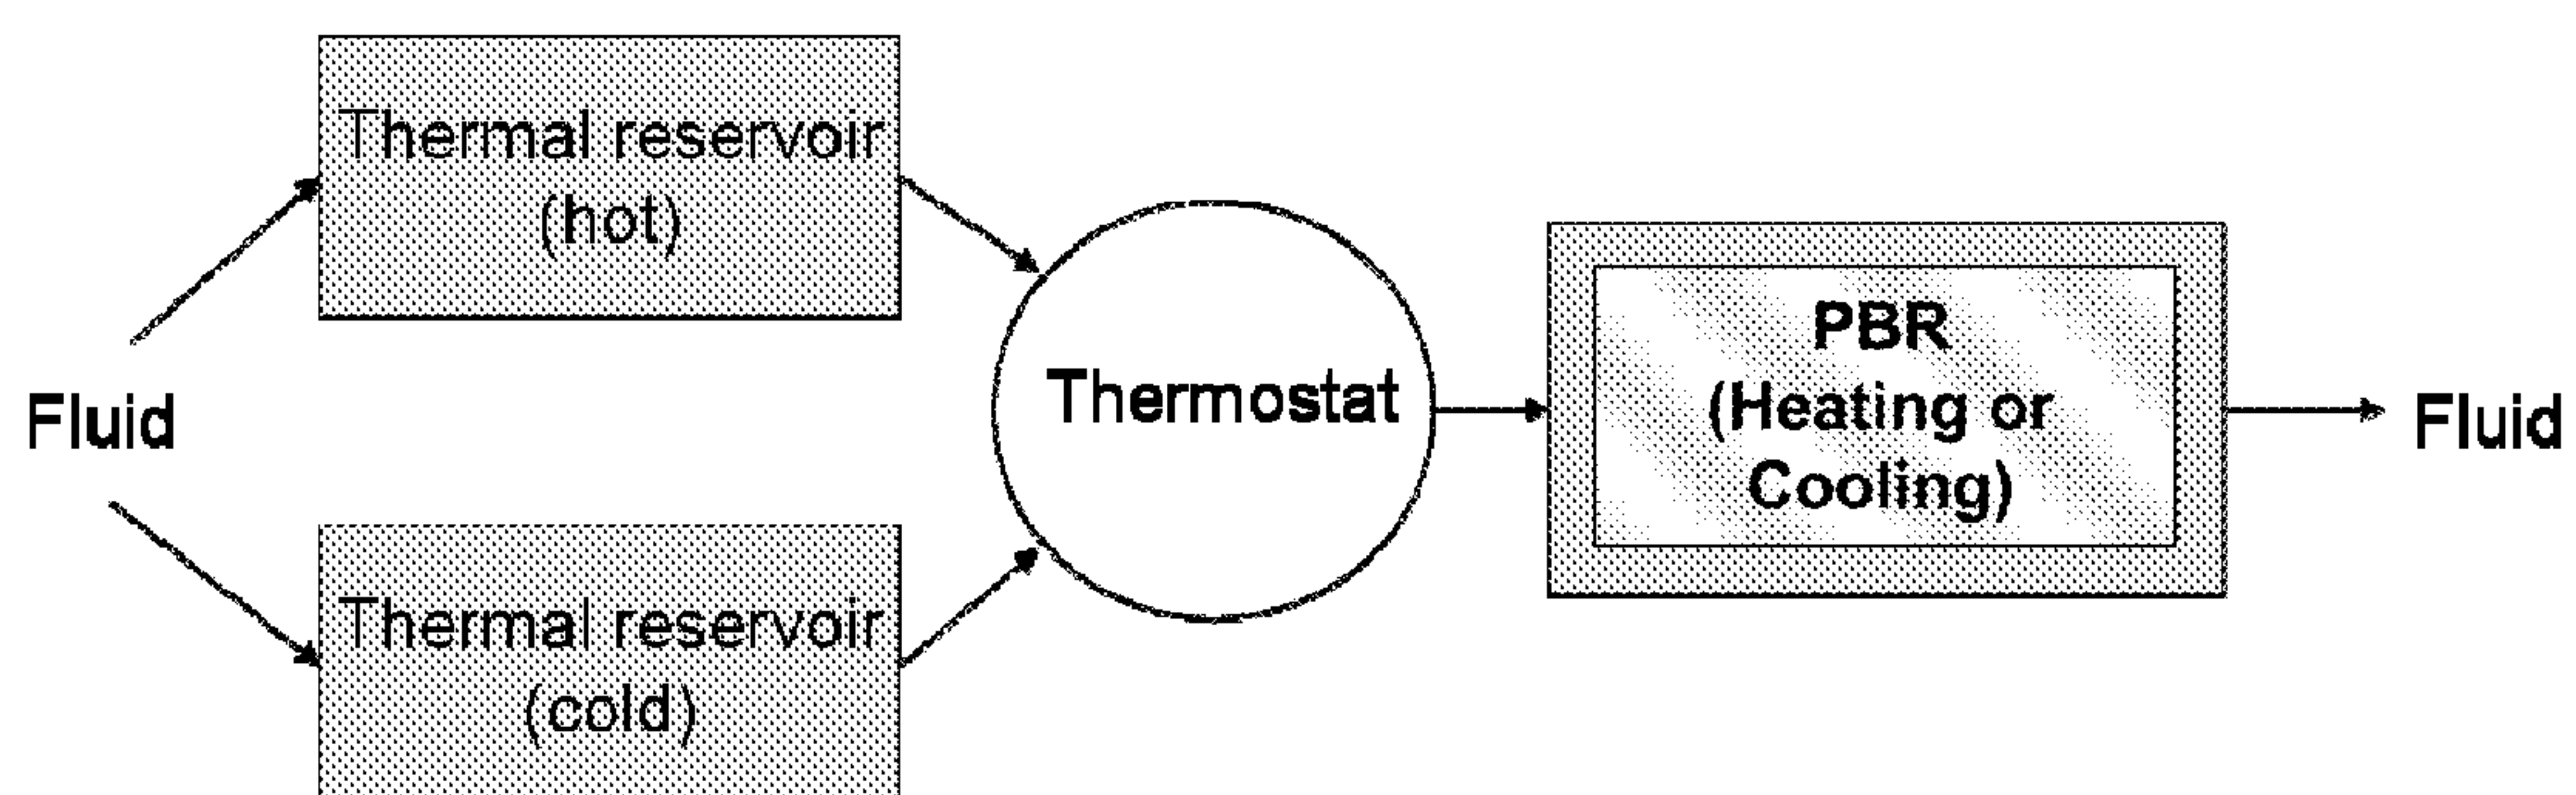 Thermal reservoir
(hot)
Fluid
Thermostat
PBR
(Heating or
Cooling)
Fluid
Thermal reservoir
(cold)